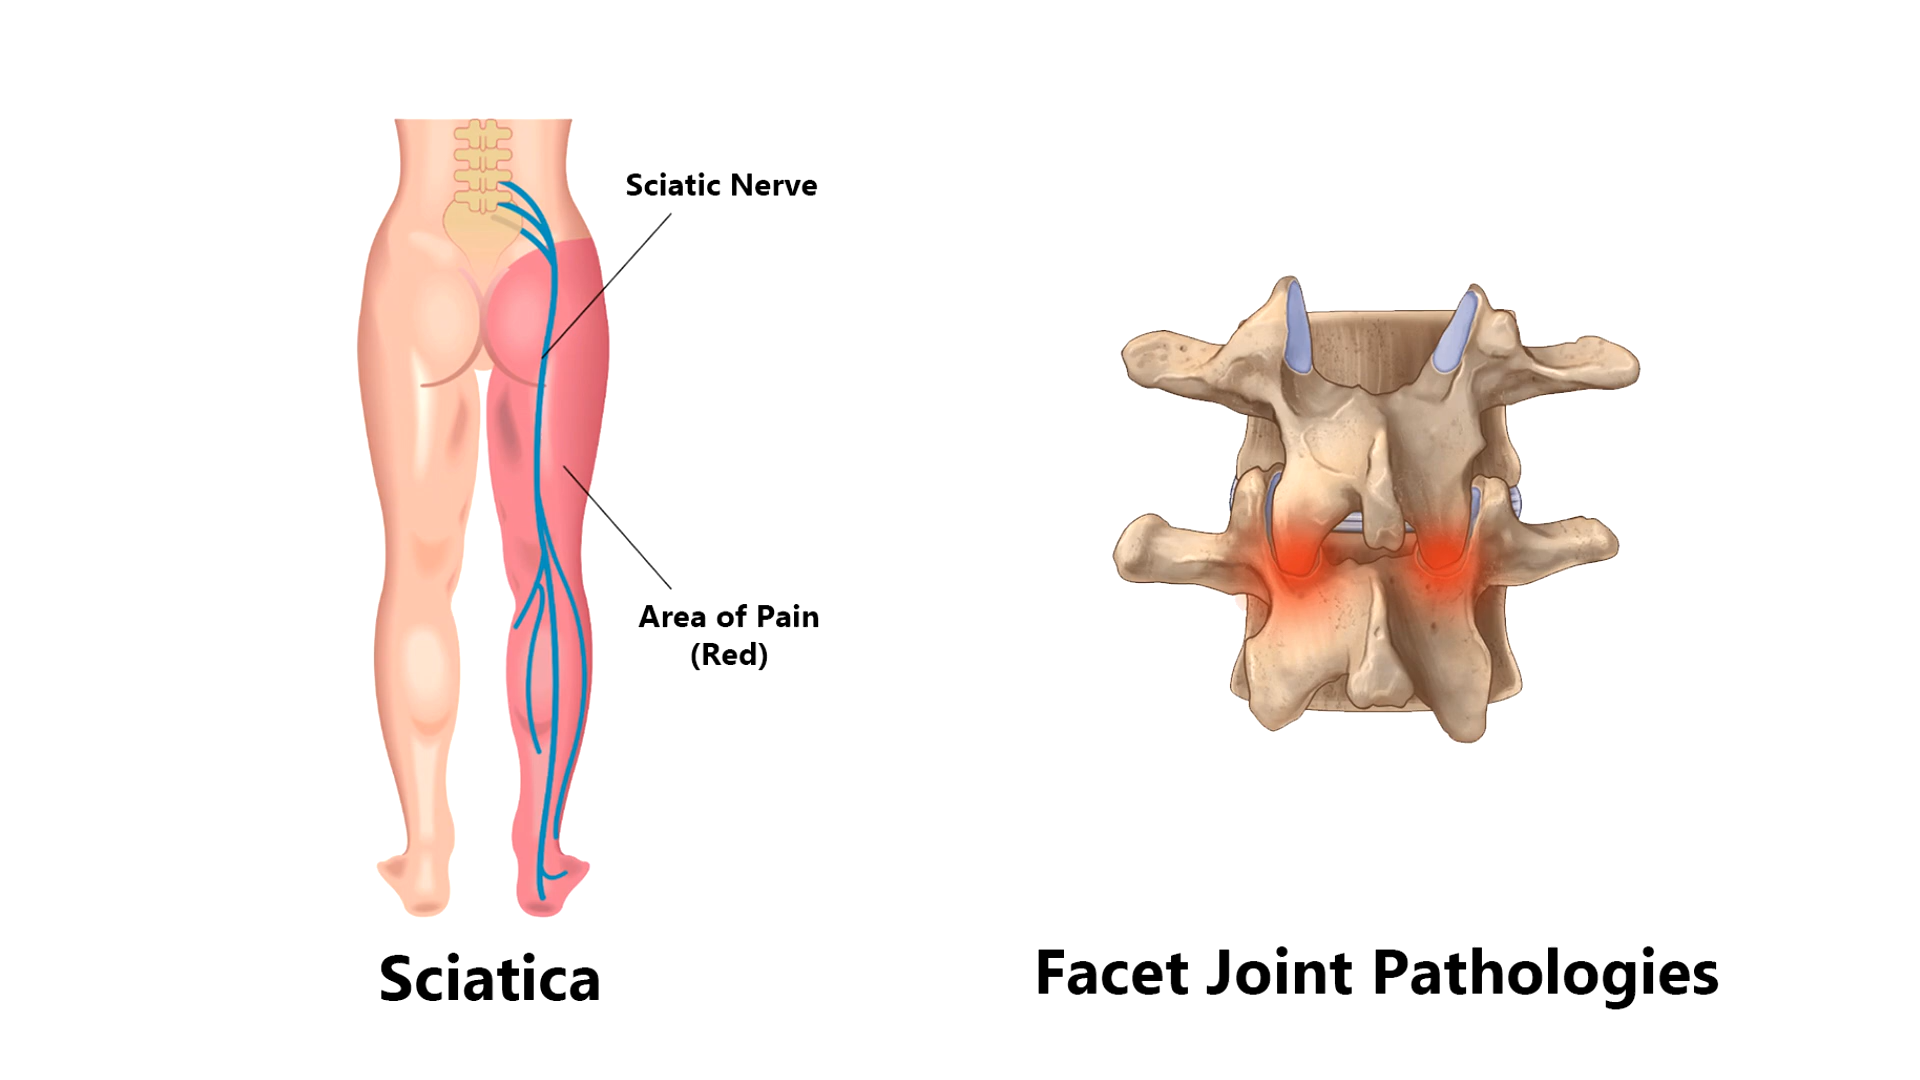 Sciatic Nerve
Area of Pain
(Red)
Sciatica
Facet Joint Pathologies